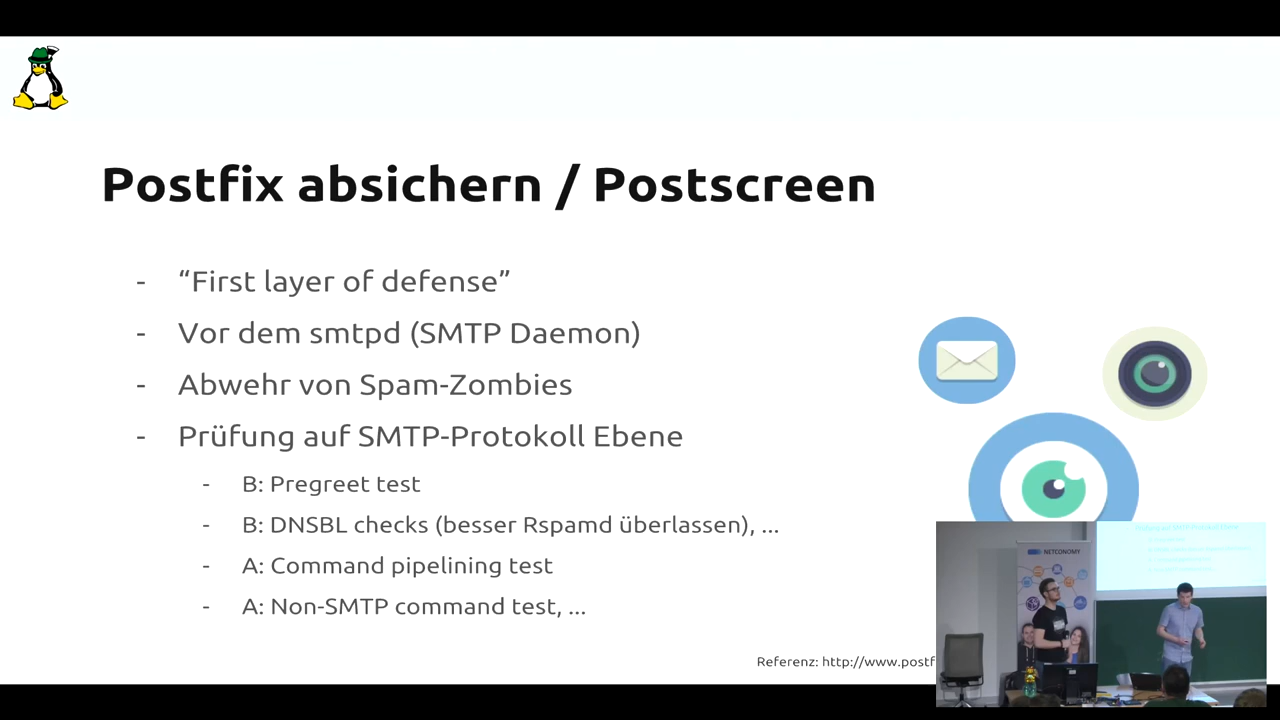 Postfix absichern / Postscreen
- “First layer of defense”
- Vor dem smtpd (SMTP Daemon)
- Abwehr von Spam-Zombies
- Prüfung auf SMTP-Protokoll Ebene
- B: Pregreet test
- B: DNSBL checks (besser Rspamd überlassen), ...
- A: Command pipelining test
- A: Non-SMTP command test, ...
Referenz: http://www.postf
NETCONOMY